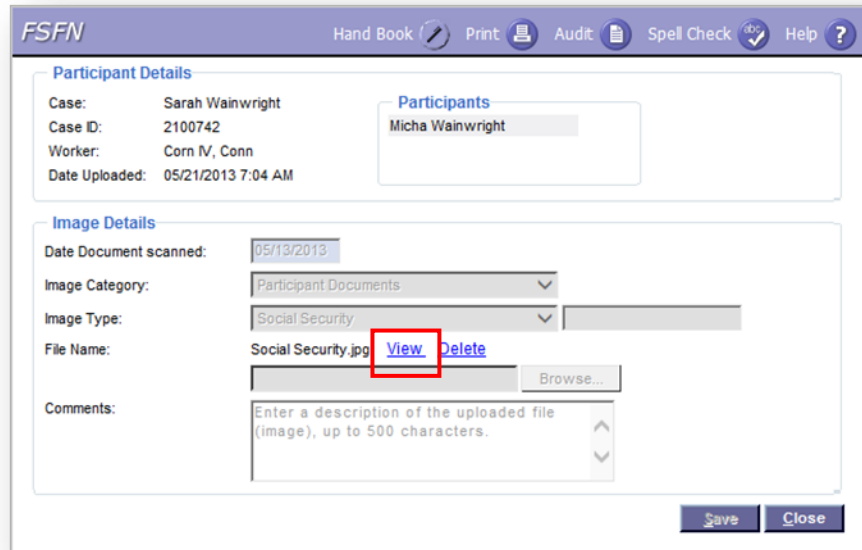 FSFN Hand Book Print Audit Spell Check abc Help ?
Participant Details
Case: Sarah Wainwright
Case ID: 2100742
Worker: Corn IV, Conn
Date Uploaded: 05/21/2013 7:04 AM
Participants
Micha Wainwright
Image Details
Date Document scanned: 05/13/2013
Image Category: Participant Documents
Image Type: Social Security
File Name: Social Security.jpg View Delete
Browse...
Comments: Enter a description of the uploaded file
(image), up to 500 characters.
Save Close